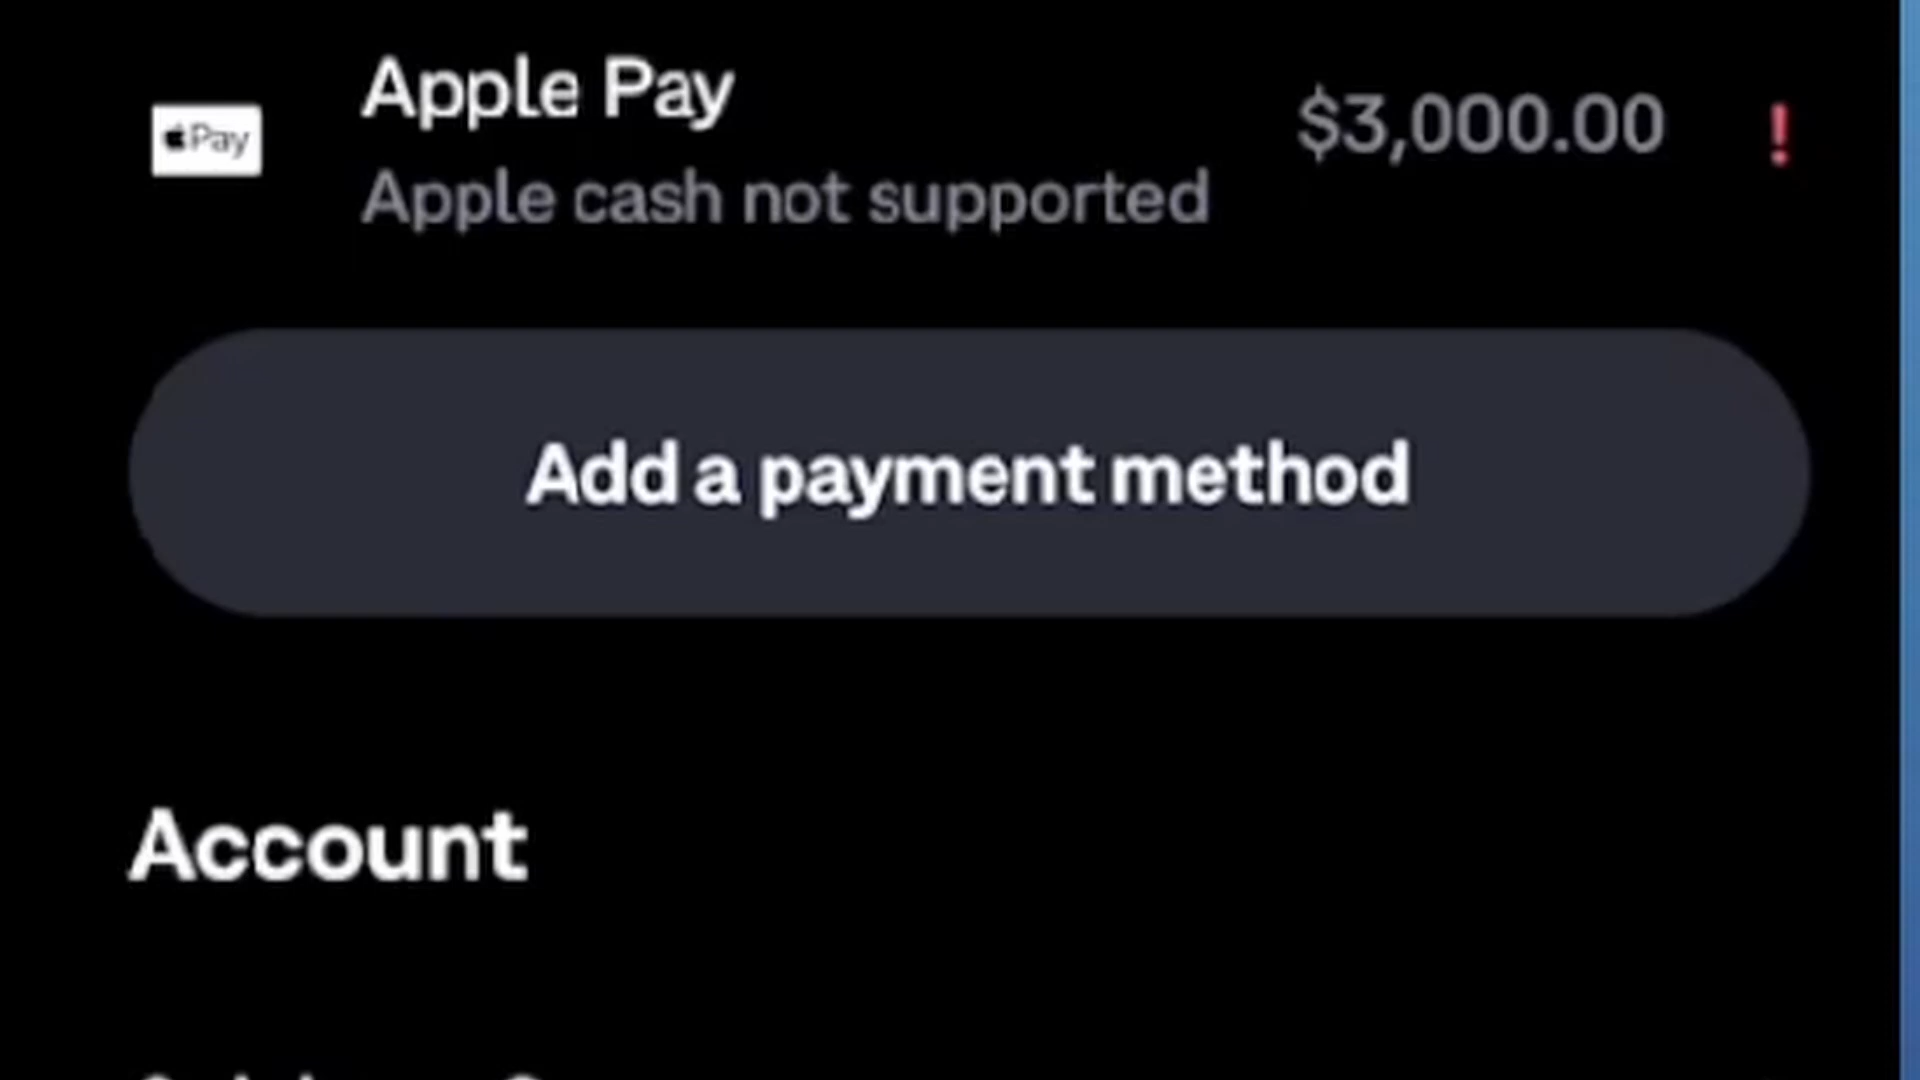 Apple Pay
Pay
$3,000.00 !
Apple cash not supported
Add a payment method
Account